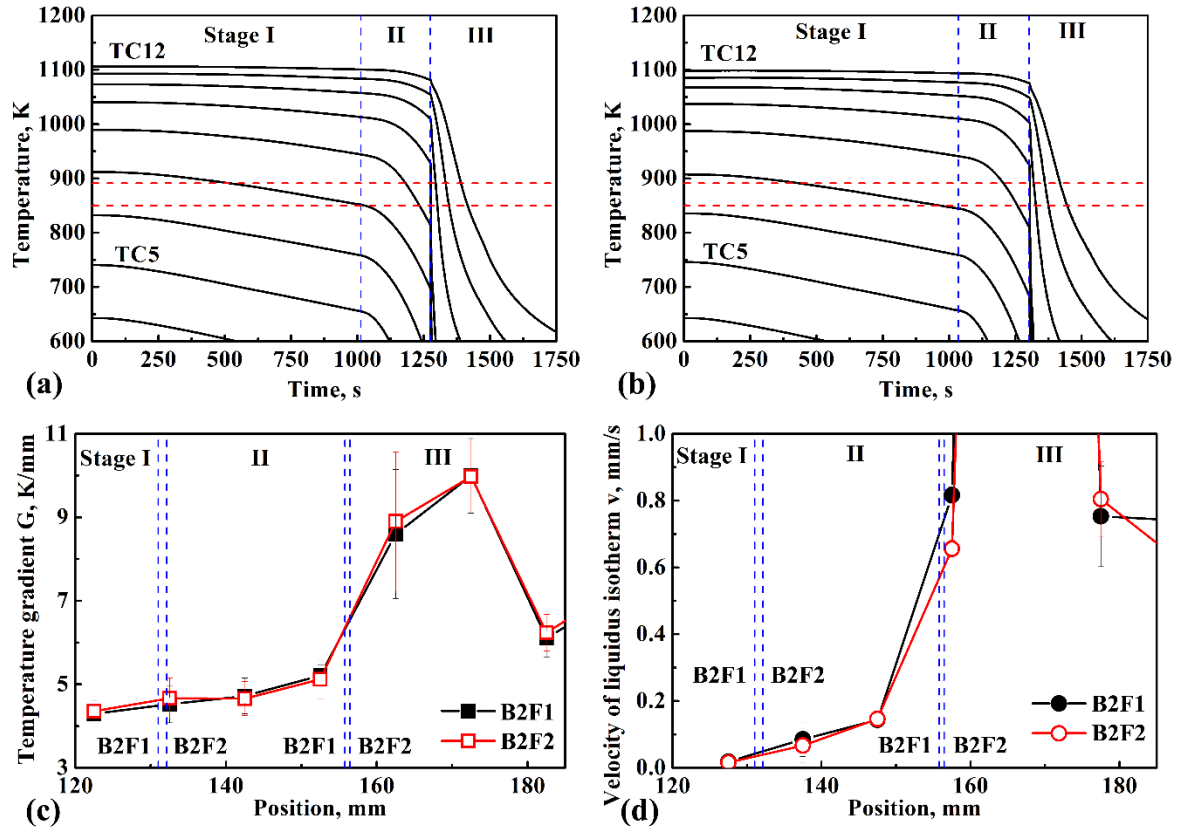 1200
1100
1000
900
800
700
600
Temperature, K
Stage I
II
III
TC12
TC5
0
250
500
750
1000
1250
1500
1750
Time, s
(a)
1200
1100
1000
900
800
700
600
Temperature, K
Stage I
II
III
TC12
TC5
0
250
500
750
1000
1250
1500
1750
Time, s
(b)
11
9
7
5
3
Temperature gradient G, K/mm
Stage I
II
III
B2F1
B2F2
B2F1
B2F2
B2F1
B2F2
120
140
160
180
Position, mm
(c)
1.0
0.8
0.6
0.4
0.2
0.0
Velocity of liquidus isotherm v, mm/s
Stage I
II
III
B2F1
B2F2
B2F1
B2F2
B2F1
B2F2
120
140
160
180
Position, mm
(d)